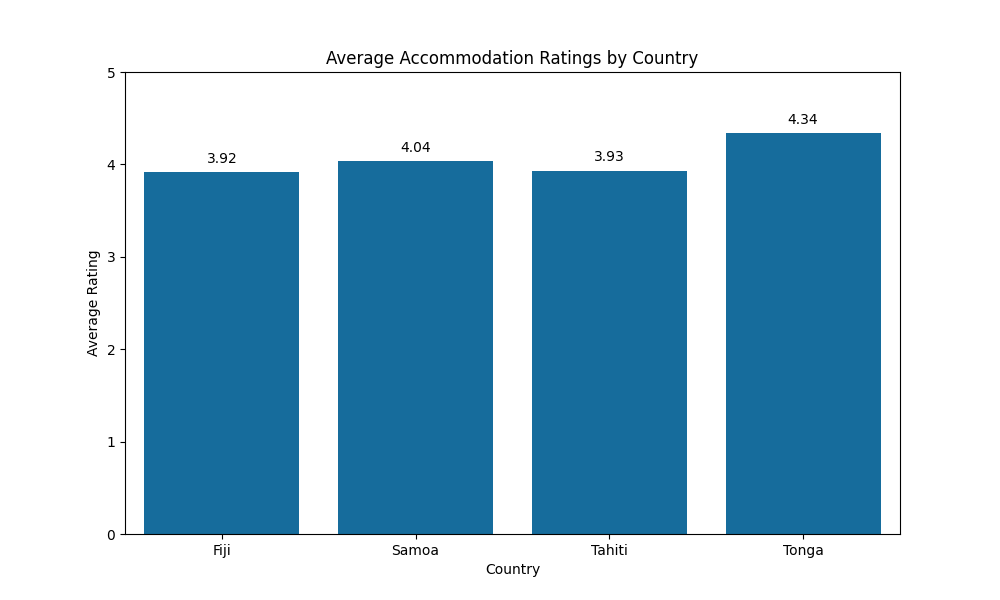 Average Accommodation Ratings by Country
5
4
3
2
1
0
Average Rating
3.92
4.04
3.93
4.34
Fiji
Samoa
Tahiti
Tonga
Country